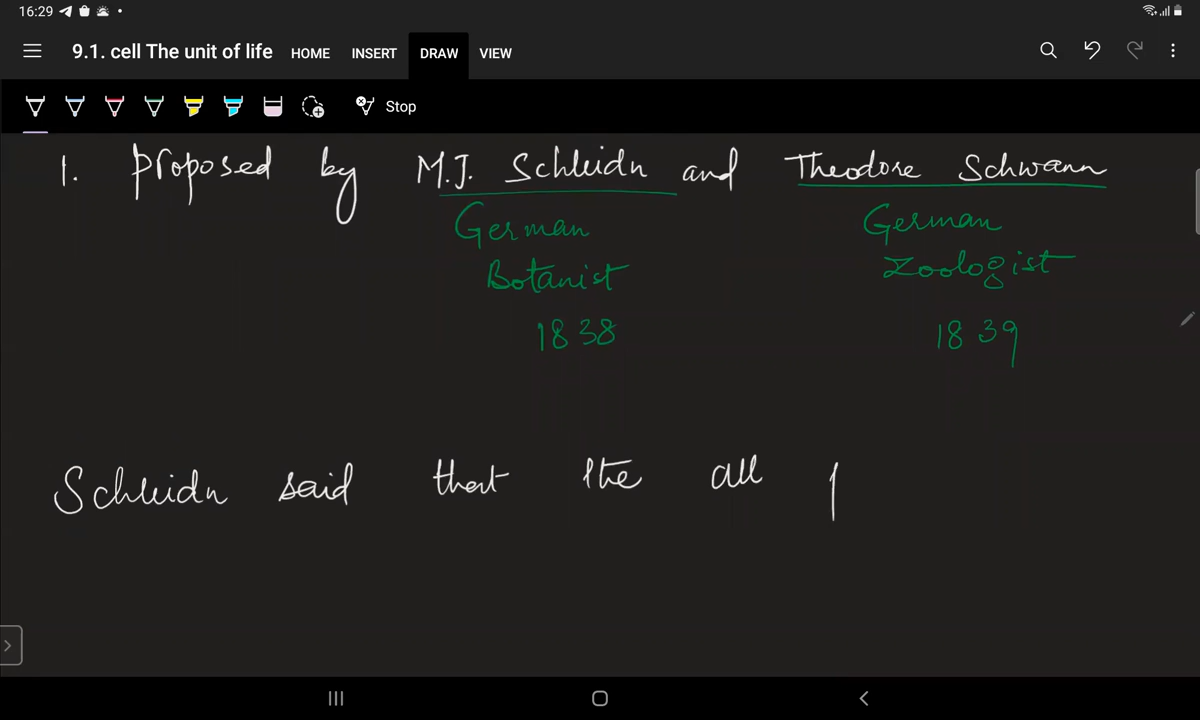 16:29
9.1. cell The unit of life HOME INSERT DRAW VIEW
Stop
1. Proposed by M.J. Schleidn and Theodore Schwann
German German
Botanist Zoologist
1838 1839
Schleidn said that the all